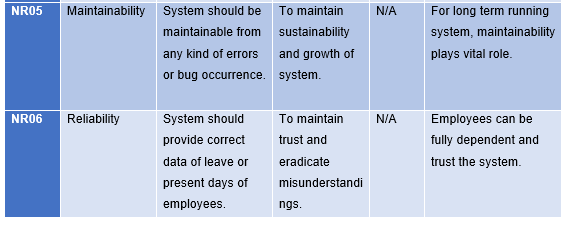 NR05
Maintainability
System should be
maintainable from
any kind of errors
or bug occurrence.
To maintain
sustainability
and growth of
system.
N/A
For long term running
system, maintainability
plays vital role.
NR06
Reliability
System should
provide correct
data of leave or
present days of
employees.
To maintain
trust and
eradicate
misunderstandi
ngs.
N/A
Employees can be
fully dependent and
trust the system.